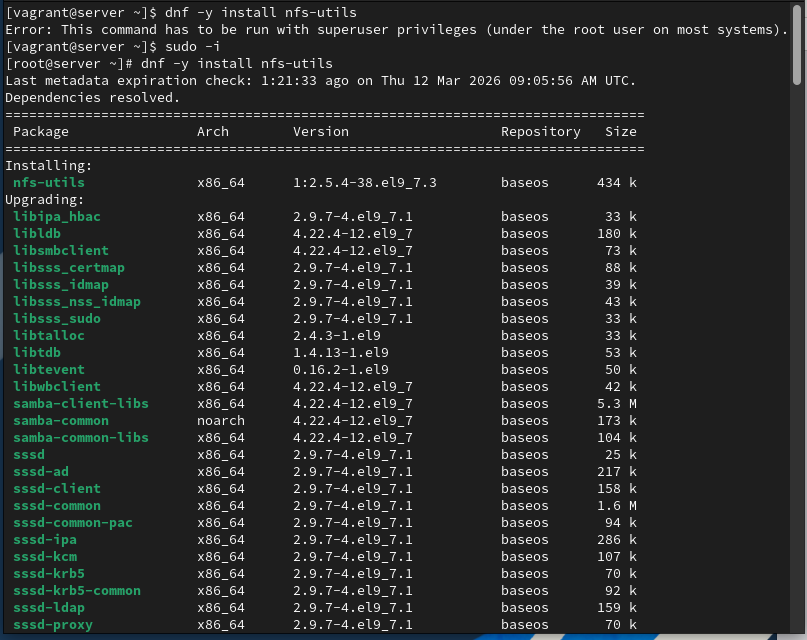 [vagrant@server ~]$ dnf -y install nfs-utils
Error: This command has to be run with superuser privileges (under the root user on most systems).
[vagrant@server ~]$ sudo -i
[root@server ~]# dnf -y install nfs-utils
Last metadata expiration check: 1:21:33 ago on Thu 12 Mar 2026 09:05:56 AM UTC.
Dependencies resolved.
================================================================================
 Package                Arch        Version                   Repository   Size
================================================================================
Installing:
 nfs-utils              x86_64      1:2.5.4-38.el9_7.3        baseos      434 k
Upgrading:
 libipa_hbac            x86_64      2.9.7-4.el9_7.1           baseos       33 k
 libldb                 x86_64      4.22.4-12.el9_7           baseos      180 k
 libsmbclient           x86_64      4.22.4-12.el9_7           baseos       73 k
 libsss_certmap         x86_64      2.9.7-4.el9_7.1           baseos       88 k
 libsss_idmap           x86_64      2.9.7-4.el9_7.1           baseos       39 k
 libsss_nss_idmap       x86_64      2.9.7-4.el9_7.1           baseos       43 k
 libsss_sudo            x86_64      2.9.7-4.el9_7.1           baseos       33 k
 libtalloc              x86_64      2.4.3-1.el9               baseos       33 k
 libtdb                 x86_64      1.4.13-1.el9              baseos       53 k
 libtevent              x86_64      0.16.2-1.el9              baseos       50 k
 libwbclient            x86_64      4.22.4-12.el9_7           baseos       42 k
 samba-client-libs      x86_64      4.22.4-12.el9_7           baseos      5.3 M
 samba-common           noarch      4.22.4-12.el9_7           baseos      173 k
 samba-common-libs      x86_64      4.22.4-12.el9_7           baseos      104 k
 sssd                   x86_64      2.9.7-4.el9_7.1           baseos       25 k
 sssd-ad                x86_64      2.9.7-4.el9_7.1           baseos      217 k
 sssd-client            x86_64      2.9.7-4.el9_7.1           baseos      158 k
 sssd-common            x86_64      2.9.7-4.el9_7.1           baseos      1.6 M
 sssd-common-pac        x86_64      2.9.7-4.el9_7.1           baseos       94 k
 sssd-ipa               x86_64      2.9.7-4.el9_7.1           baseos      286 k
 sssd-kcm               x86_64      2.9.7-4.el9_7.1           baseos      107 k
 sssd-krb5              x86_64      2.9.7-4.el9_7.1           baseos       70 k
 sssd-krb5-common       x86_64      2.9.7-4.el9_7.1           baseos       92 k
 sssd-ldap              x86_64      2.9.7-4.el9_7.1           baseos      159 k
 sssd-proxy             x86_64      2.9.7-4.el9_7.1           baseos       70 k